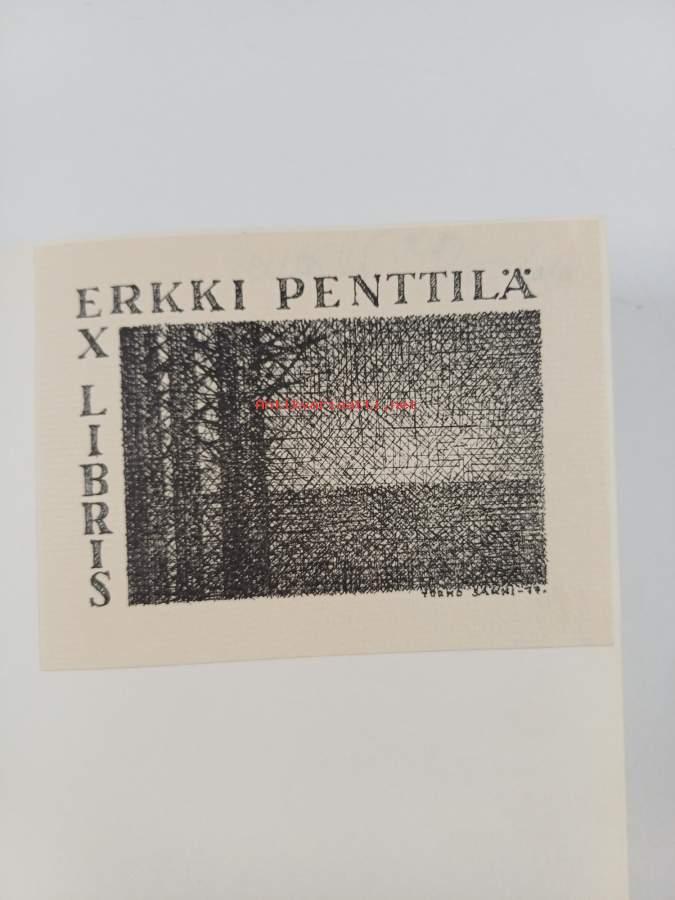 ERKKI PENTTILÄ
EX LIBRIS
Antikvariaatti.net